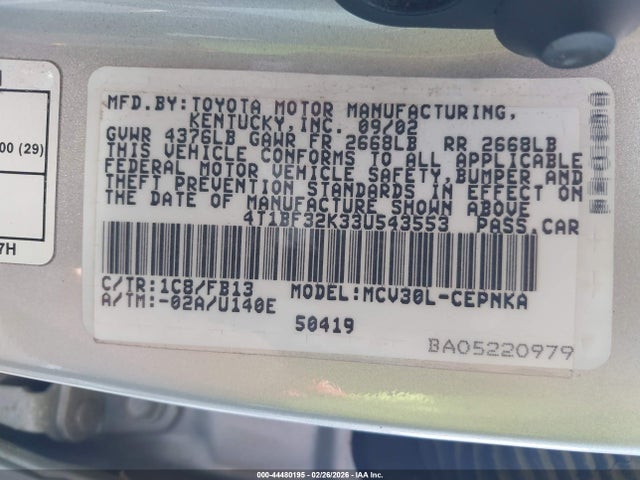 00 (29)
7H
MFD.BY:TOYOTA MOTOR MANUFACTURING,
KENTUCKY,INC. 09/02
GVWR 4376LB GAWR FR 2668LB RR 2668LB
THIS VEHICLE CONFORMS TO ALL APPLICABLE
FEDERAL MOTOR VEHICLE SAFETY, BUMPER AND
THEFT PREVENTION STANDARDS IN EFFECT ON
THE DATE OF MANUFACTURE SHOWN ABOVE
4T1BF32K33U543553 PASS.CAR
C/TR:1C8/FB13 MODEL:MCV30L-CEPNKA
A/TM:-02A/U140E
50419
BA05220979
000-44480195 - 02/26/2026 - IAA Inc.